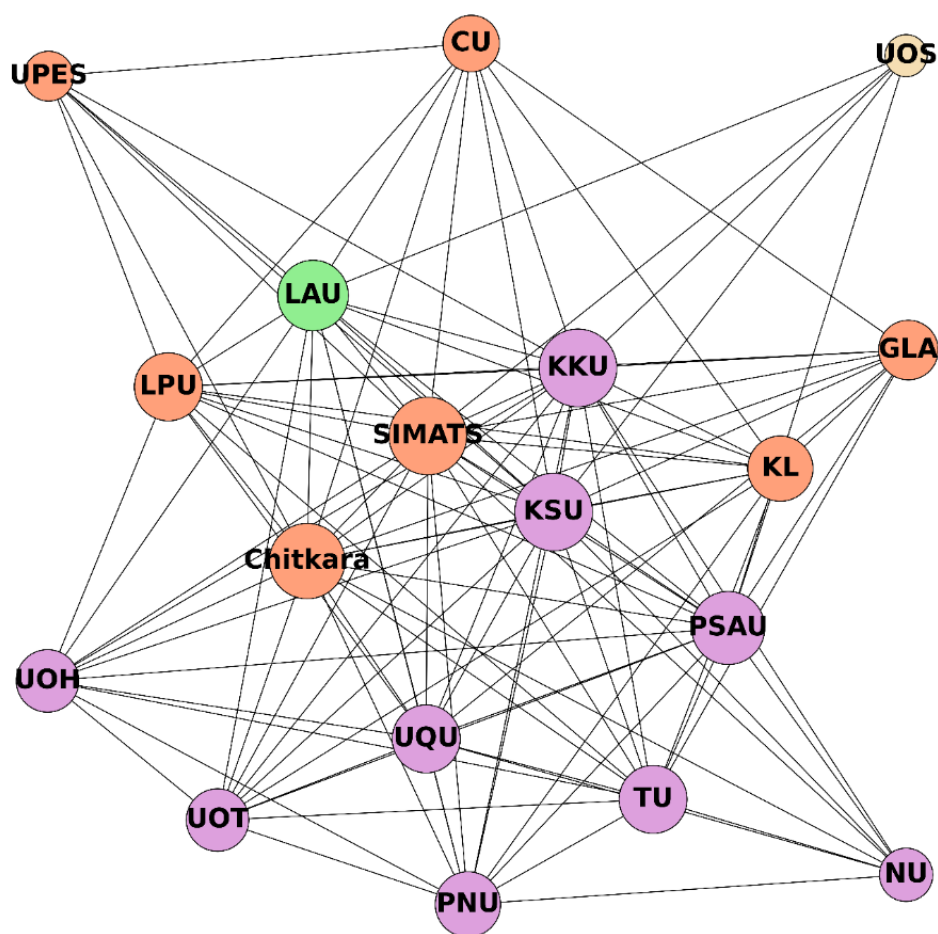 CU
UOS
UPES
LAU
GLA
KKU
LPU
SIMATS
KL
KSU
Chitkara
PSAU
UOH
UQU
TU
UOT
NU
PNU